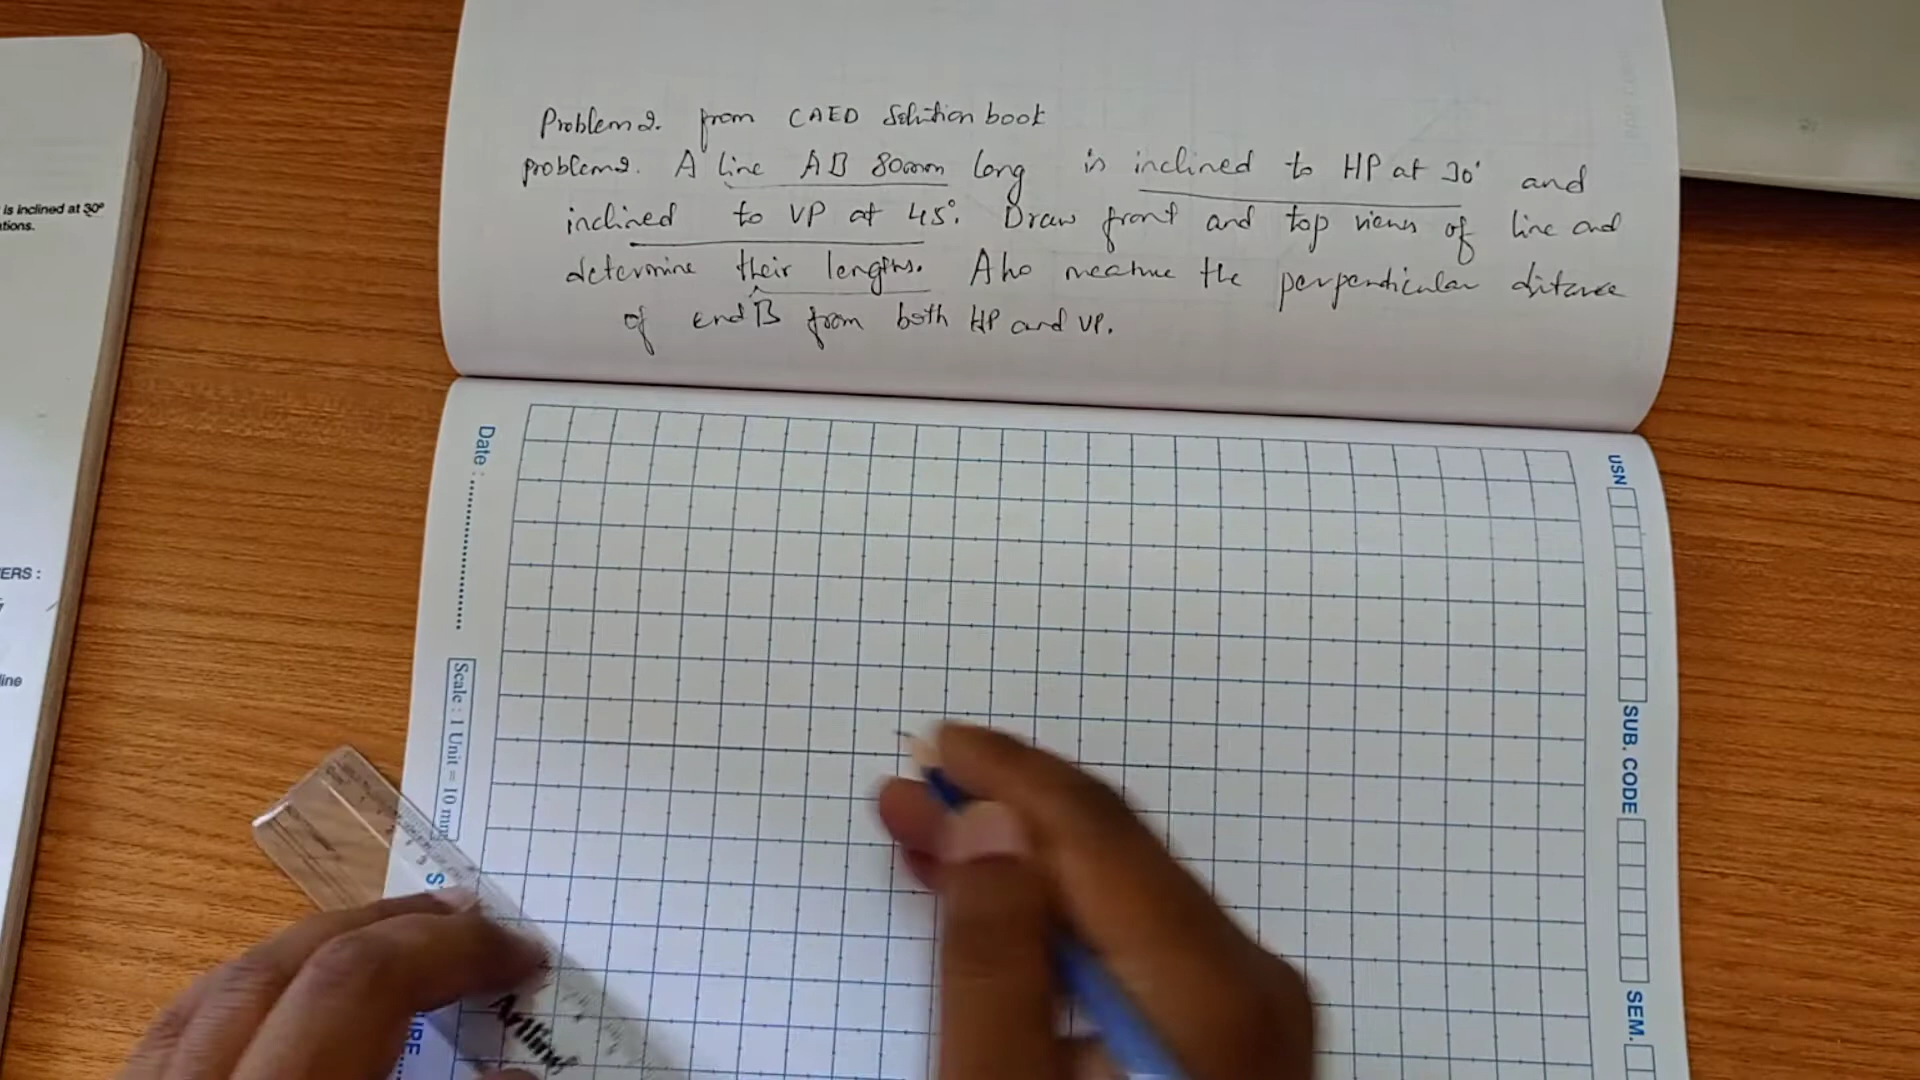 Problem 2. from CAED Solution book
problem 2. A line AB 80mm long is inclined to HP at 30° and
inclined to VP at 45°. Draw front and top views of line and
determine their lengths. Also measure the perpendicular distance
of end B from both HP and VP.
is inclined at 30°
tions.
ERS :
line
Date :
Scale : 1 Unit = 10 mm
USN
SUB. CODE
SEM.
Artline